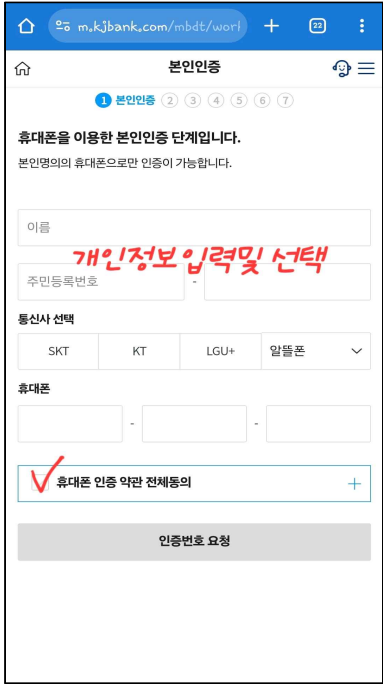 m.kjbank.com/mbdt/work
22
본인인증
1 본인인증 2 3 4 5 6 7
휴대폰을 이용한 본인인증 단계입니다.
본인명의의 휴대폰으로만 인증이 가능합니다.
이름
개인정보입력및 선택
주민등록번호 -
통신사 선택
SKT KT LGU+ 알뜰폰
휴대폰
- -
휴대폰 인증 약관 전체동의 +
인증번호 요청